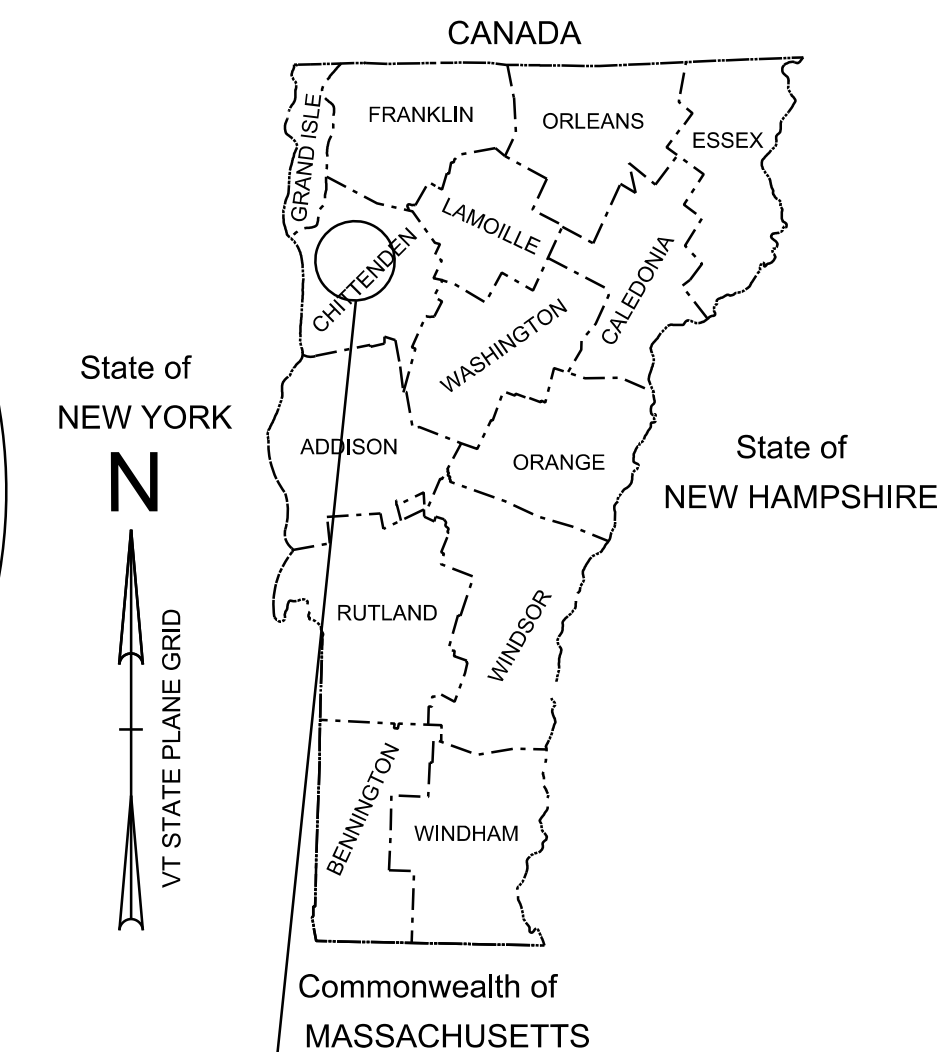 CANADA
FRANKLIN
ORLEANS
ESSEX
GRAND ISLE
LAMOILLE
CHITTENDEN
CALEDONIA
WASHINGTON
State of
NEW YORK
ADDISON
ORANGE
State of
NEW HAMPSHIRE
N
VT STATE PLANE GRID
RUTLAND
WINDSOR
BENNINGTON
WINDHAM
Commonwealth of
MASSACHUSETTS